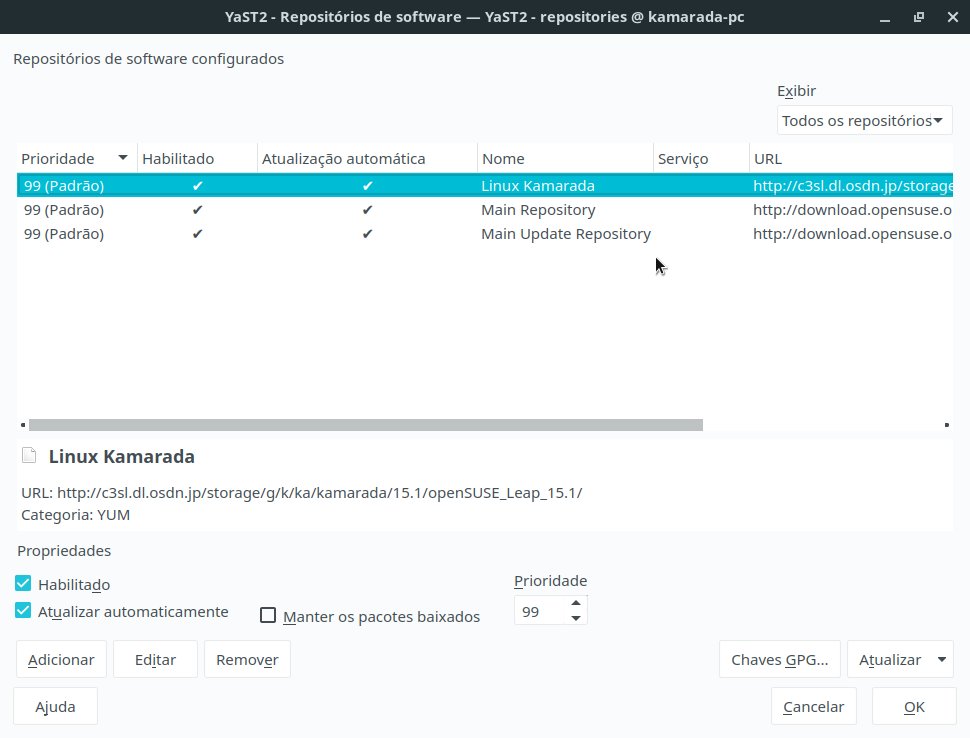 YaST2 - Repositórios de software — YaST2 - repositories @ kamarada-pc
Repositórios de software configurados
Exibir
Todos os repositórios
Prioridade Habilitado Atualização automática Nome Serviço URL
99 (Padrão) ✔ ✔ Linux Kamarada http://c3sl.dl.osdn.jp/storage
99 (Padrão) ✔ ✔ Main Repository http://download.opensuse.o
99 (Padrão) ✔ ✔ Main Update Repository http://download.opensuse.o
Linux Kamarada
URL: http://c3sl.dl.osdn.jp/storage/g/k/ka/kamarada/15.1/openSUSE_Leap_15.1/
Categoria: YUM
Propriedades
Habilitado
Atualizar automaticamente
Manter os pacotes baixados
Prioridade
99
Adicionar Editar Remover Chaves GPG... Atualizar
Ajuda Cancelar OK